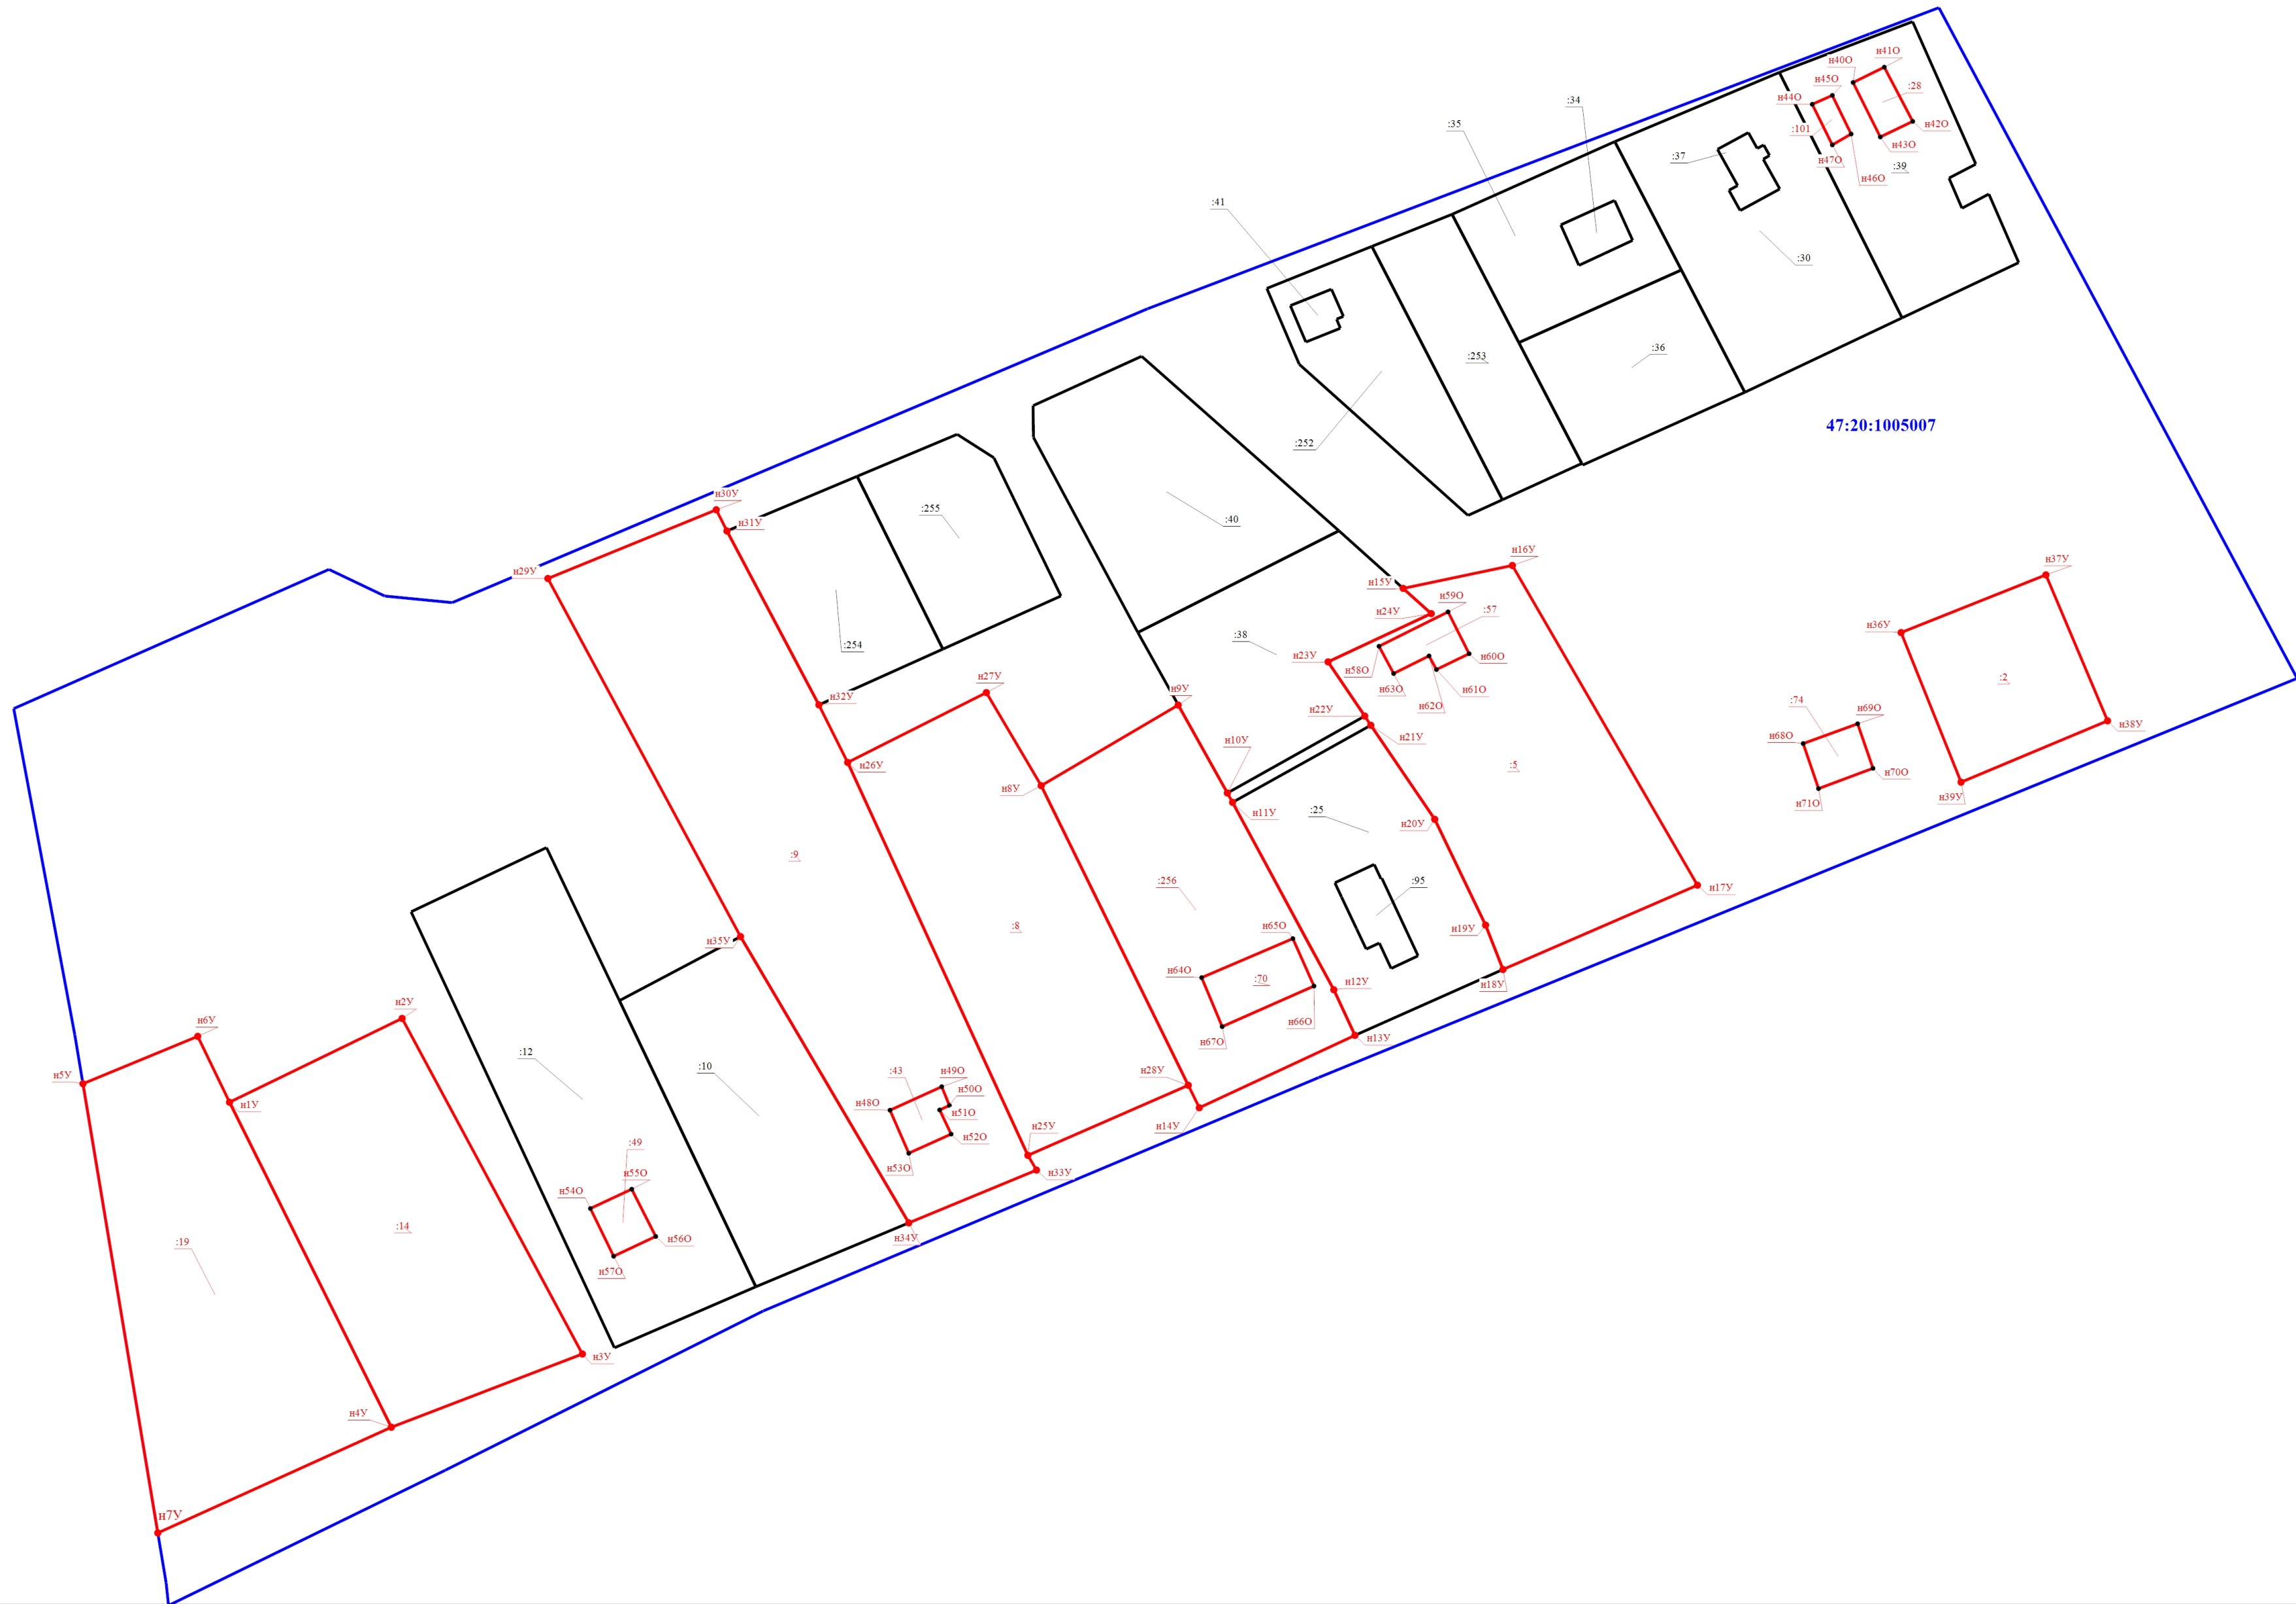 н41О
н40О
н45О
:28
н44О
:34
:35
н42О
:101
н43О
:37
н47О
:39
н46О
:41
:30
:36
:253
47:20:1005007
:252
н30У
:255
:40
н31У
н16У
н37У
н29У
н15У
н59О
н24У
:57
н36У
:38
:254
н23У
н58О
н60О
н27У
:2
н9У
н63О
н61О
н32У
:74
н62О
н69О
н22У
н38У
н10У
н21У
н68О
н26У
:5
н70О
н8У
н39У
н71О
н11У
:25
н20У
:9
:256
:95
н17У
н65О
:8
н19У
н35У
н64О
:70
н12У
н18У
н2У
н6У
н66О
н67О
н13У
:12
:10
:43
н49О
н28У
н5У
н50О
н48О
н1У
н51О
н25У
н14У
н52О
:49
н53О
н55О
н33У
н54О
:14
н34У
н56О
:19
н57О
н3У
н4У
н7У